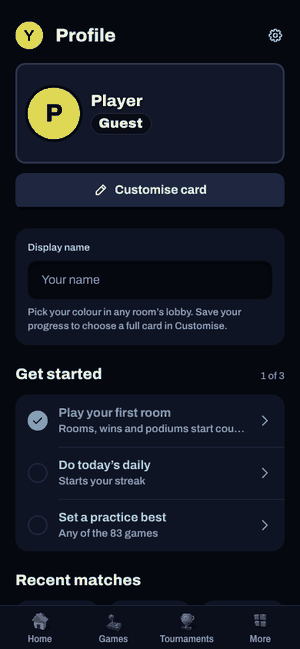 Y Profile
P
Player
Guest
Customise card
Display name
Your name
Pick your colour in any room's lobby. Save your
progress to choose a full card in Customise.
Get started 1 of 3
Play your first room
Rooms, wins and podiums start cou...
Do today's daily
Starts your streak
Set a practice best
Any of the 83 games
Recent matches
Home Games Tournaments More